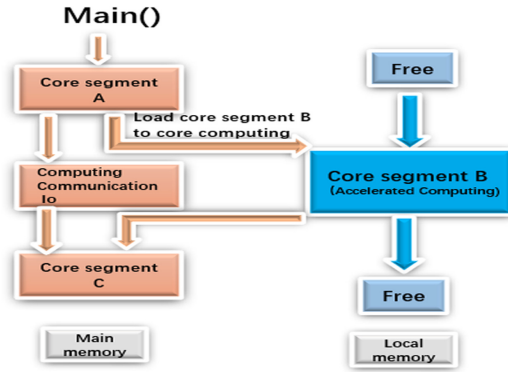 Main()
Core segment
A
Free
Load core segment B
to core computing
Computing
Communication
Io
Core segment B
(Accelerated Computing)
Core segment
C
Free
Main
memory
Local
memory